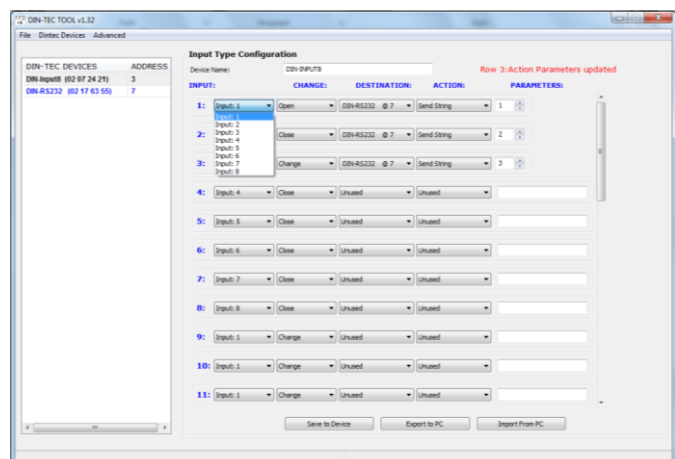 DIN-TEC TOOL v1.32
File Dintec Devices Advanced
DIN-TEC DEVICES ADDRESS
DIN-Input8 (02 07 24 21) 3
DIN-RS232 (02 17 63 55) 7
Input Type Configuration
Device Name: DIN-INPUT8
Row 3:Action Parameters updated
INPUT: CHANGE: DESTINATION: ACTION: PARAMETERS:
1: Input: 1 Open DIN-RS232 @ 7 Send String 1
Input: 1
Input: 2
Input: 3
Input: 4
Input: 5
Input: 6
Input: 7
Input: 8
2: Close DIN-RS232 @ 7 Send String 2
3: Change DIN-RS232 @ 7 Send String 3
4: Input: 4 Close Unused Unused
5: Input: 5 Close Unused Unused
6: Input: 6 Close Unused Unused
7: Input: 7 Close Unused Unused
8: Input: 8 Close Unused Unused
9: Input: 1 Change Unused Unused
10: Input: 1 Change Unused Unused
11: Input: 1 Change Unused Unused
Save to Device Export to PC Import From PC